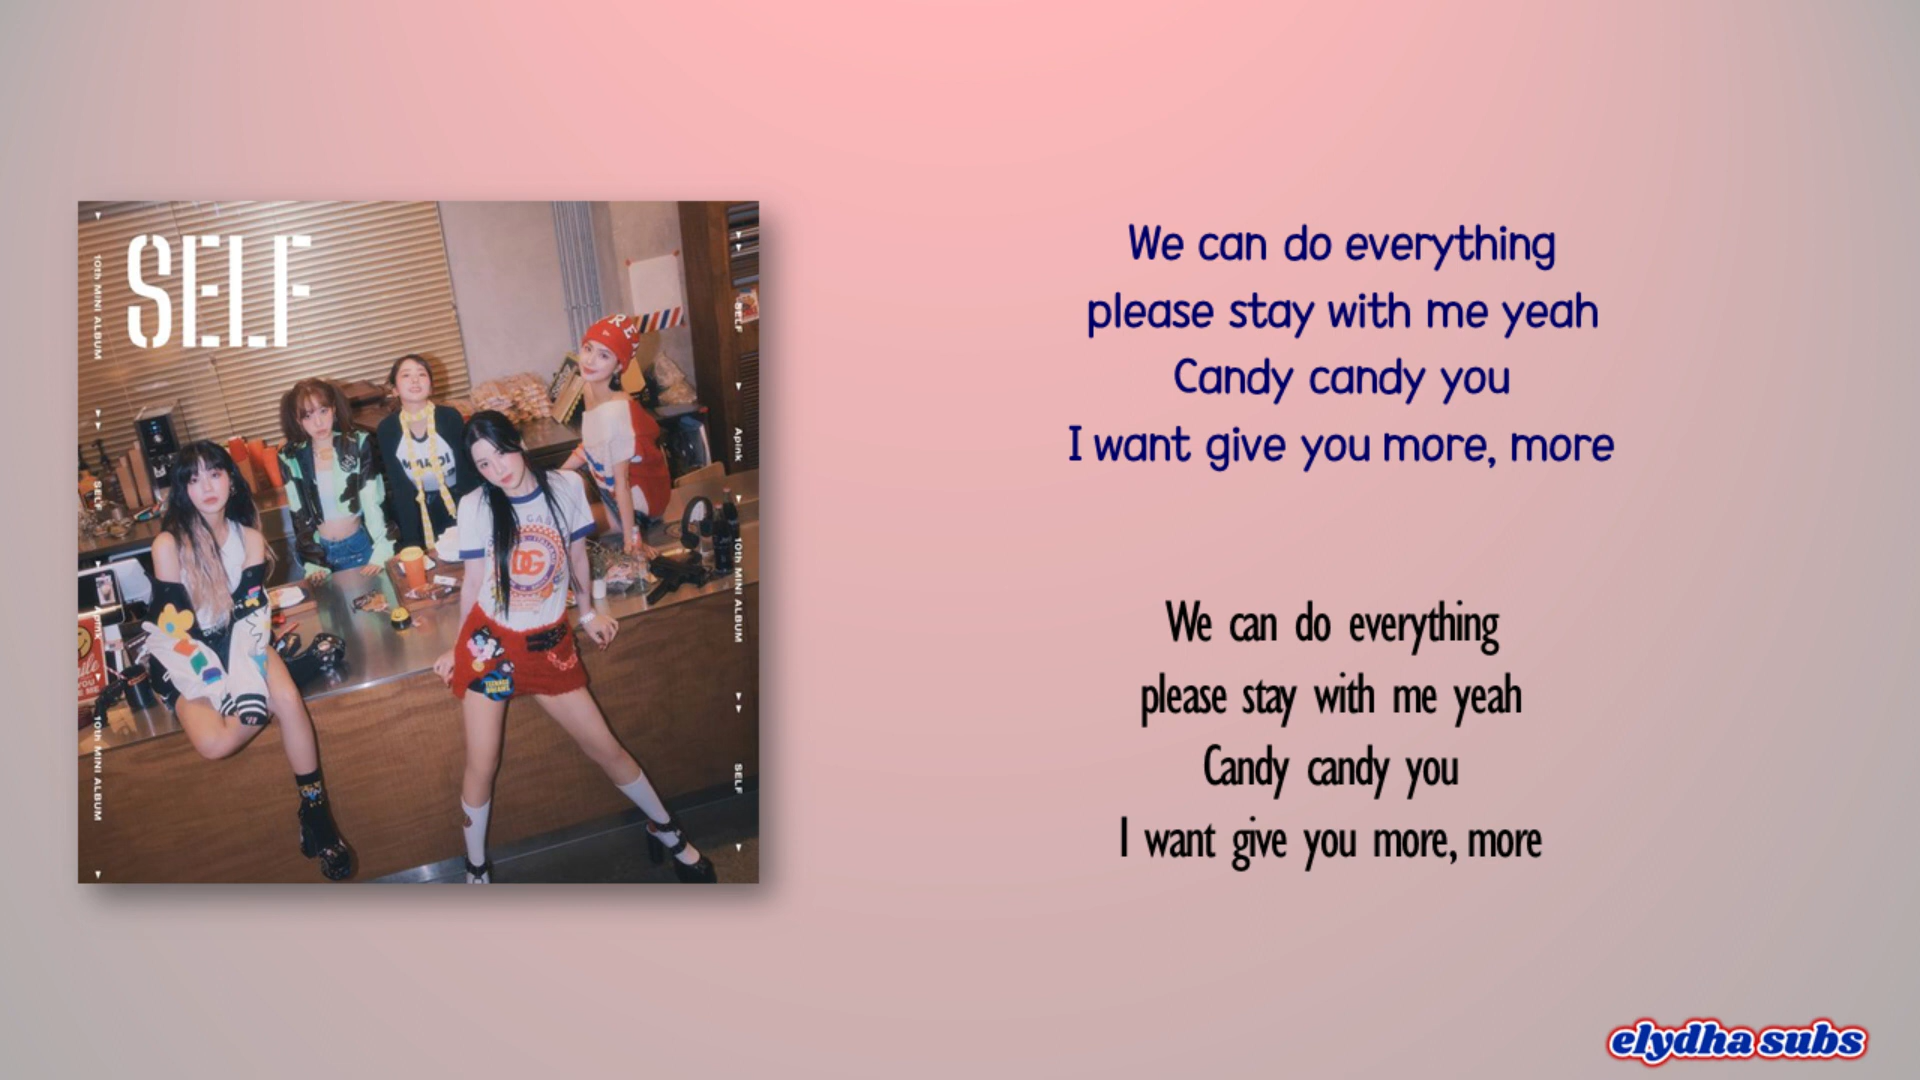 SELF
10th MINI ALBUM
SELF
Apink
10th MINI ALBUM
SELF
Apink
10th MINI ALBUM
SELF
DG
We can do everything
please stay with me yeah
Candy candy you
I want give you more, more
We can do everything
please stay with me yeah
Candy candy you
I want give you more, more
elydha subs